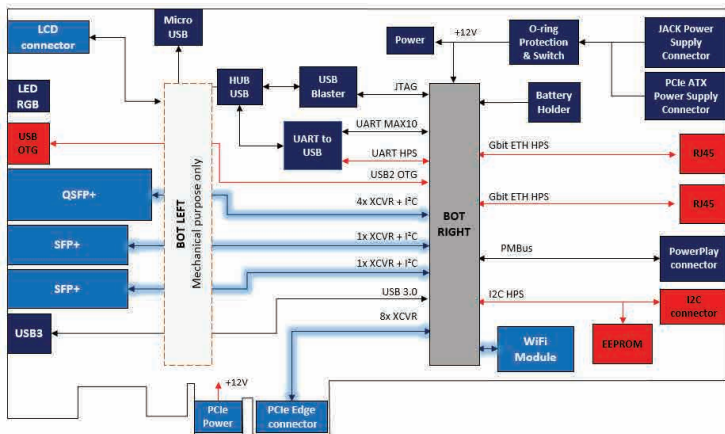 LCD
connector
Micro
USB
Power
+12V
O-ring
Protection
& Switch
JACK Power
Supply
Connector
LED
RGB
HUB
USB
USB
Blaster
JTAG
Battery
Holder
PCIe ATX
Power Supply
Connector
USB
OTG
UART to
USB
UART MAX10
UART HPS
USB2 OTG
Gbit ETH HPS
RJ45
QSFP+
BOT LEFT
Mechanical purpose only
4x XCVR + I²C
BOT
RIGHT
Gbit ETH HPS
RJ45
SFP+
1x XCVR + I²C
PMBus
PowerPlay
connector
SFP+
1x XCVR + I²C
USB 3.0
I2C HPS
I2C
connector
USB3
8x XCVR
WiFi
Module
EEPROM
+12V
PCIe
Power
PCIe Edge
connector